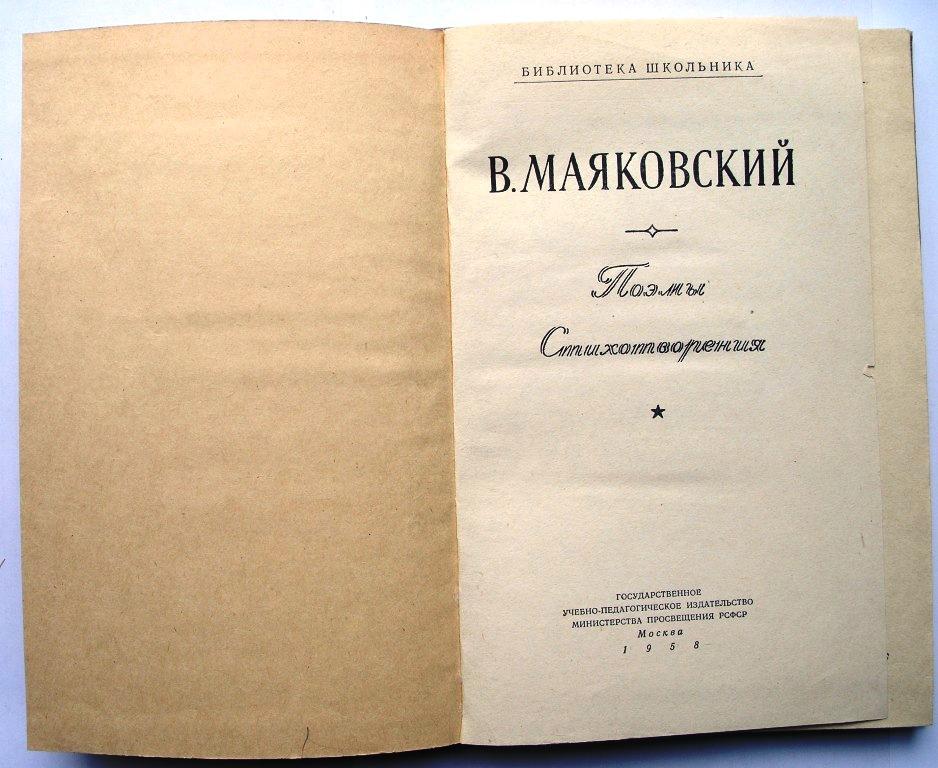 БИБЛИОТЕКА ШКОЛЬНИКА
В. МАЯКОВСКИЙ
Поэмы
Стихотворения
ГОСУДАРСТВЕННОЕ
УЧЕБНО-ПЕДАГОГИЧЕСКОЕ ИЗДАТЕЛЬСТВО
МИНИСТЕРСТВА ПРОСВЕЩЕНИЯ РСФСР
Москва
1958